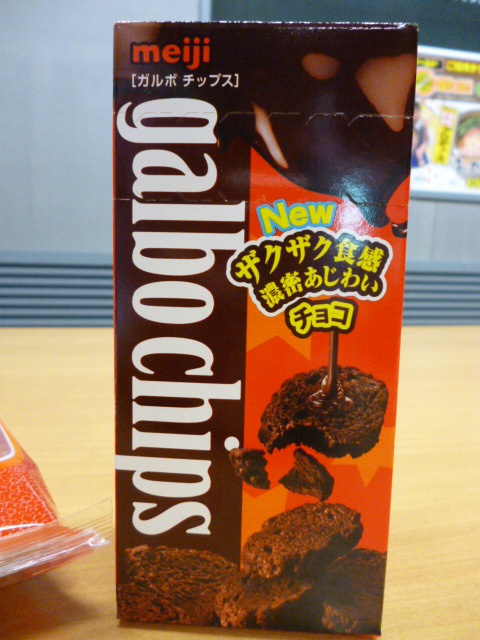 meiji
[ガルボ チップス]
galbo chips
New
ザクザク食感
濃密あじわい
チョコ